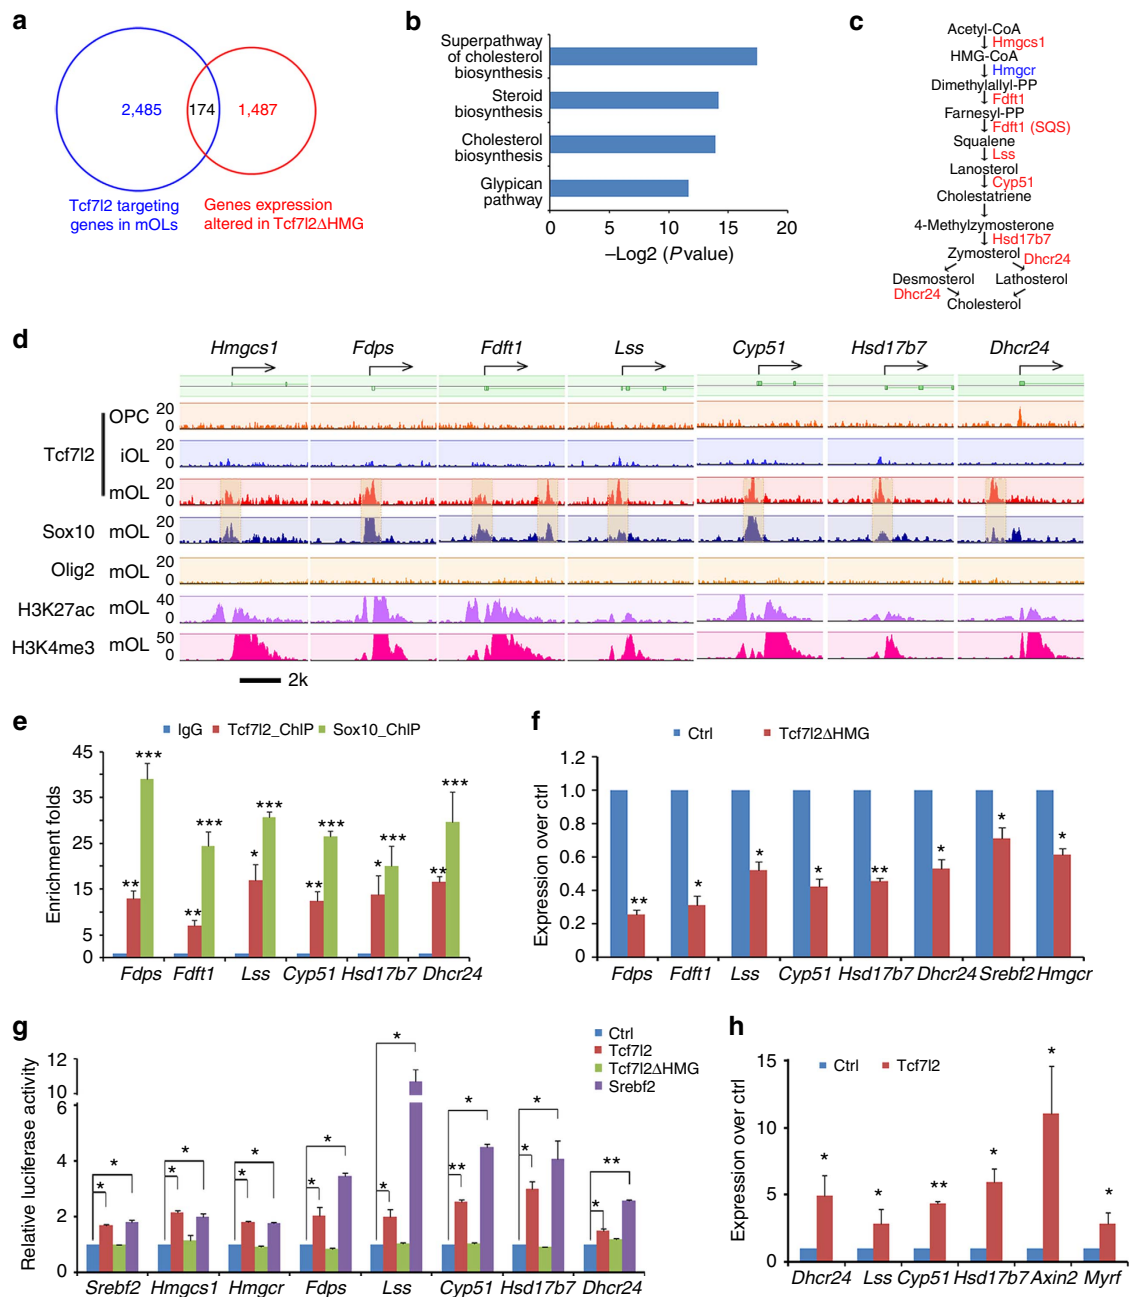 a
2,485
174
1,487
Tcf7l2 targeting
genes in mOLs
Genes expression
altered in Tcf7l2ΔHMG
b
Superpathway
of cholesterol
biosynthesis
Steroid
biosynthesis
Cholesterol
biosynthesis
Glypican
pathway
0 5 10 15 20
–Log2 (Pvalue)
c
Acetyl-CoA
Hmgcs1
HMG-CoA
Hmgcr
Dimethylallyl-PP
Fdft1
Farnesyl-PP
Fdft1 (SQS)
Squalene
Lss
Lanosterol
Cyp51
Cholestatriene
4-Methylzymosterone
Hsd17b7
Zymosterol
Dhcr24
Desmosterol Lathosterol
Dhcr24
Cholesterol
d
Hmgcs1 Fdps Fdft1 Lss Cyp51 Hsd17b7 Dhcr24
Tcf7l2
OPC 20 0
iOL 20 0
mOL 20 0
Sox10 mOL 20 0
Olig2 mOL 20 0
H3K27ac mOL 40 0
H3K4me3 mOL 50 0
2k
e
IgG Tcf7l2_ChIP Sox10_ChIP
Enrichment folds
45
35
25
15
5
0
** *** ** *** * *** ** *** * *** ** ***
Fdps Fdft1 Lss Cyp51 Hsd17b7 Dhcr24
f
Ctrl Tcf7l2ΔHMG
Expression over ctrl
1.2
1.0
0.8
0.6
0.4
0.2
0
** * * * ** * * *
Fdps Fdft1 Lss Cyp51 Hsd17b7 Dhcr24 Srebf2 Hmgcr
g
Ctrl
Tcf7l2
Tcf7l2ΔHMG
Srebf2
Relative luciferase activity
12
10
6
4
2
0
* * * * * * * * * * ** * * * * **
Srebf2 Hmgcs1 Hmgcr Fdps Lss Cyp51 Hsd17b7 Dhcr24
h
Ctrl Tcf7l2
Expression over ctrl
15
10
5
0
* * ** * * *
Dhcr24 Lss Cyp51 Hsd17b7 Axin2 Myrf